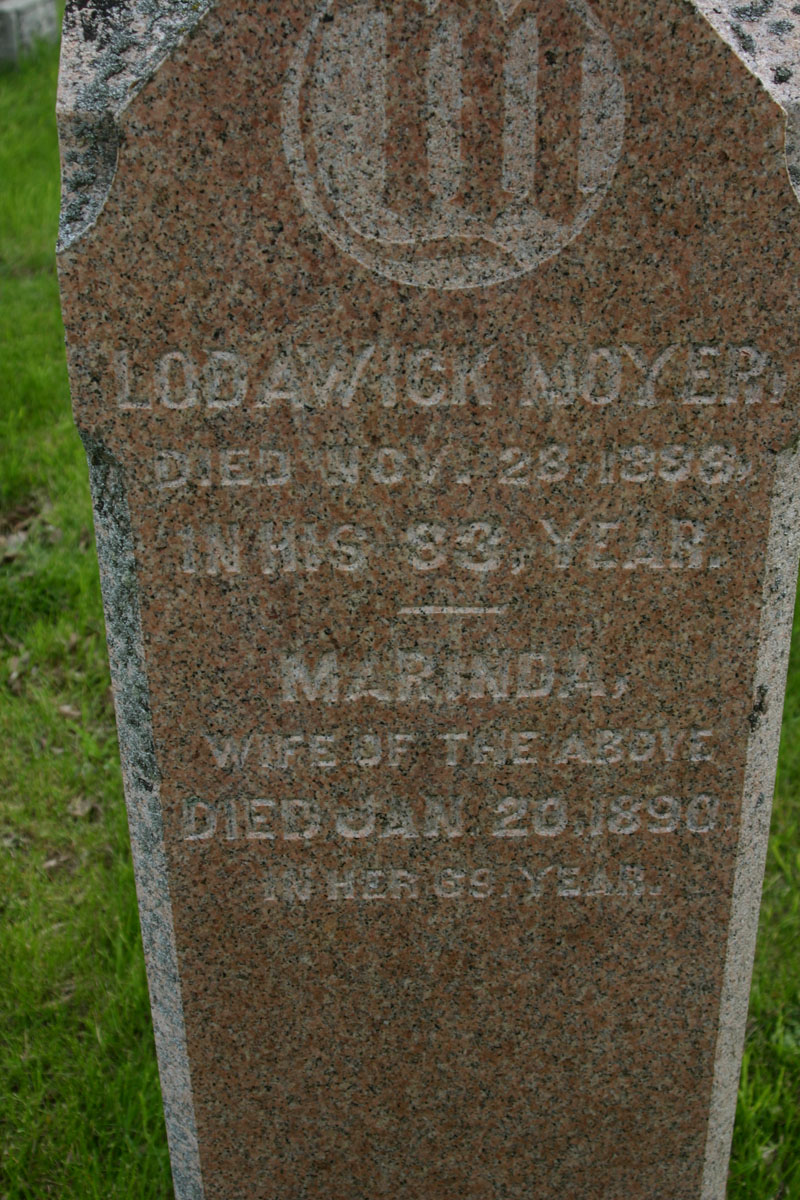 LODAWICK MOYER,
DIED NOV. 28, 1888,
IN HIS 83, YEAR.
MARINDA,
WIFE OF THE ABOVE
DIED JAN. 20, 1890.
IN HER 69, YEAR.